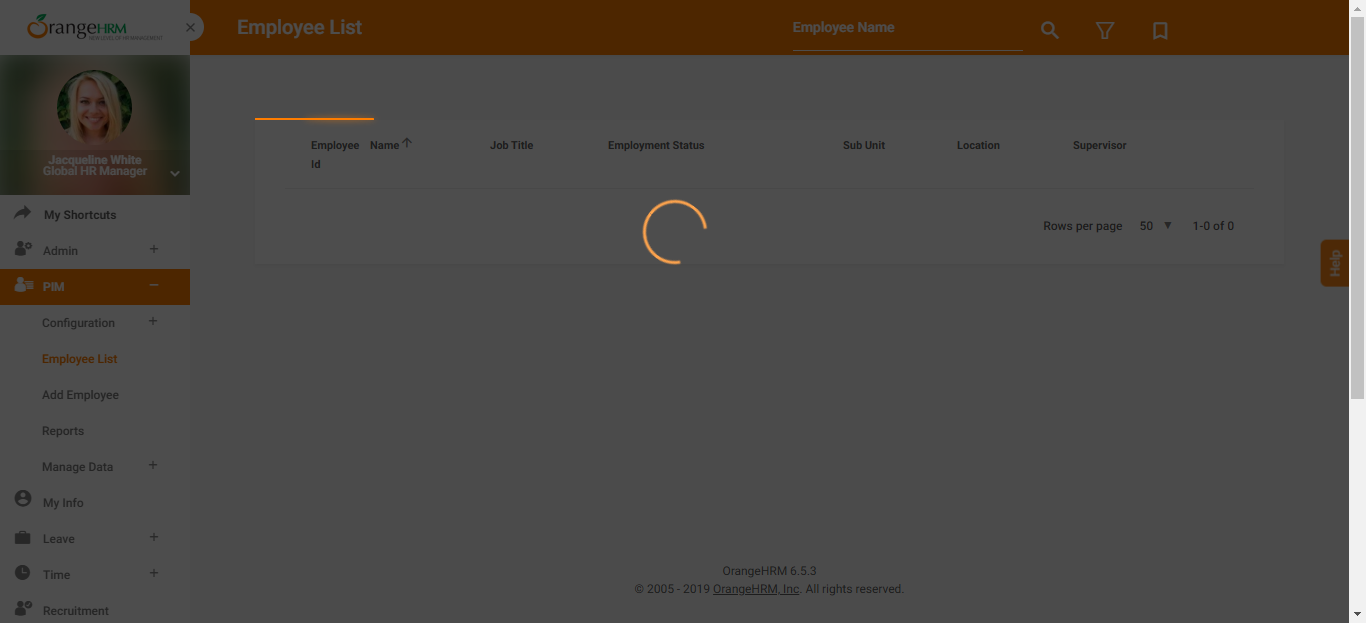 OrangeHRM
Employee List
Employee Name
Jacqueline White
Global HR Manager
My Shortcuts
Admin
PIM
Configuration
Employee List
Add Employee
Reports
Manage Data
My Info
Leave
Time
Recruitment
Employee Id
Name
Job Title
Employment Status
Sub Unit
Location
Supervisor
Rows per page 50 1-0 of 0
Help
OrangeHRM 6.5.3
© 2005 - 2019 OrangeHRM, Inc. All rights reserved.